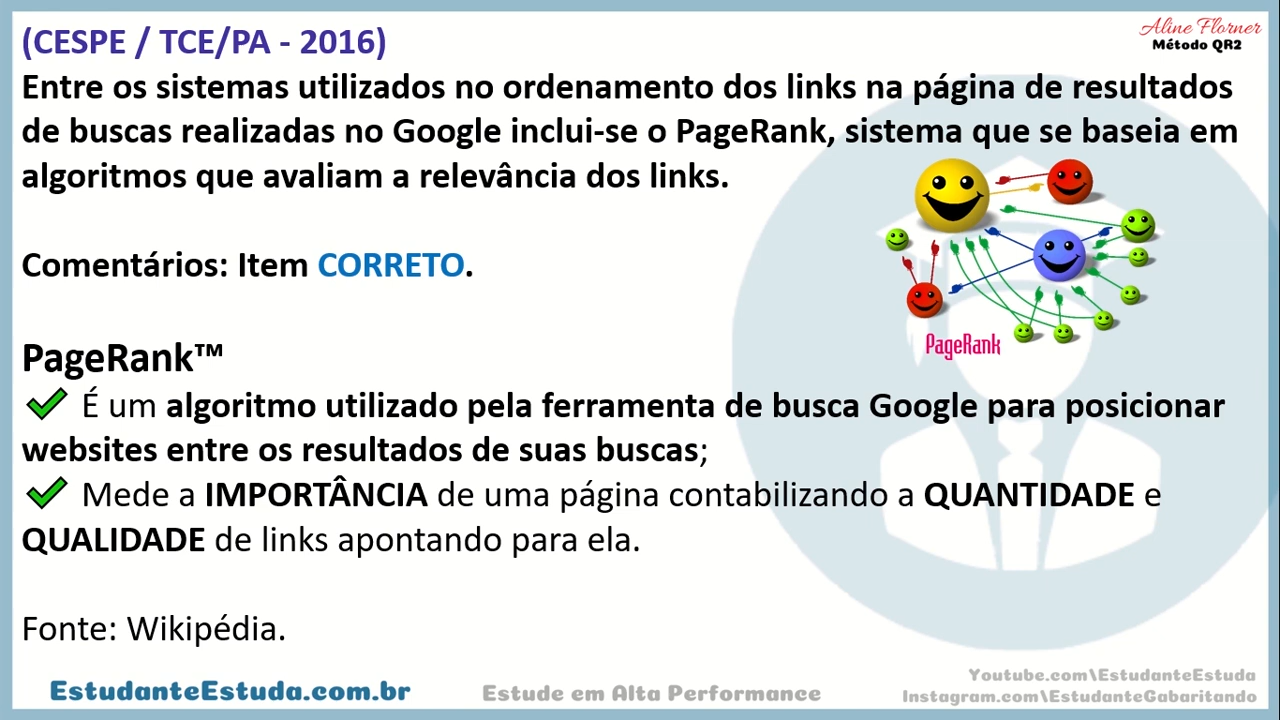 (CESPE / TCE/PA - 2016)
Aline Florner
Método QR2
Entre os sistemas utilizados no ordenamento dos links na página de resultados
de buscas realizadas no Google inclui-se o PageRank, sistema que se baseia em
algoritmos que avaliam a relevância dos links.
Comentários: Item CORRETO.
PageRank
PageRank™
É um algoritmo utilizado pela ferramenta de busca Google para posicionar
websites entre os resultados de suas buscas;
Mede a IMPORTÂNCIA de uma página contabilizando a QUANTIDADE e
QUALIDADE de links apontando para ela.
Fonte: Wikipédia.
EstudanteEstuda.com.br
Estude em Alta Performance
Youtube.com\EstudanteEstuda
Instagram.com\EstudanteGabaritando